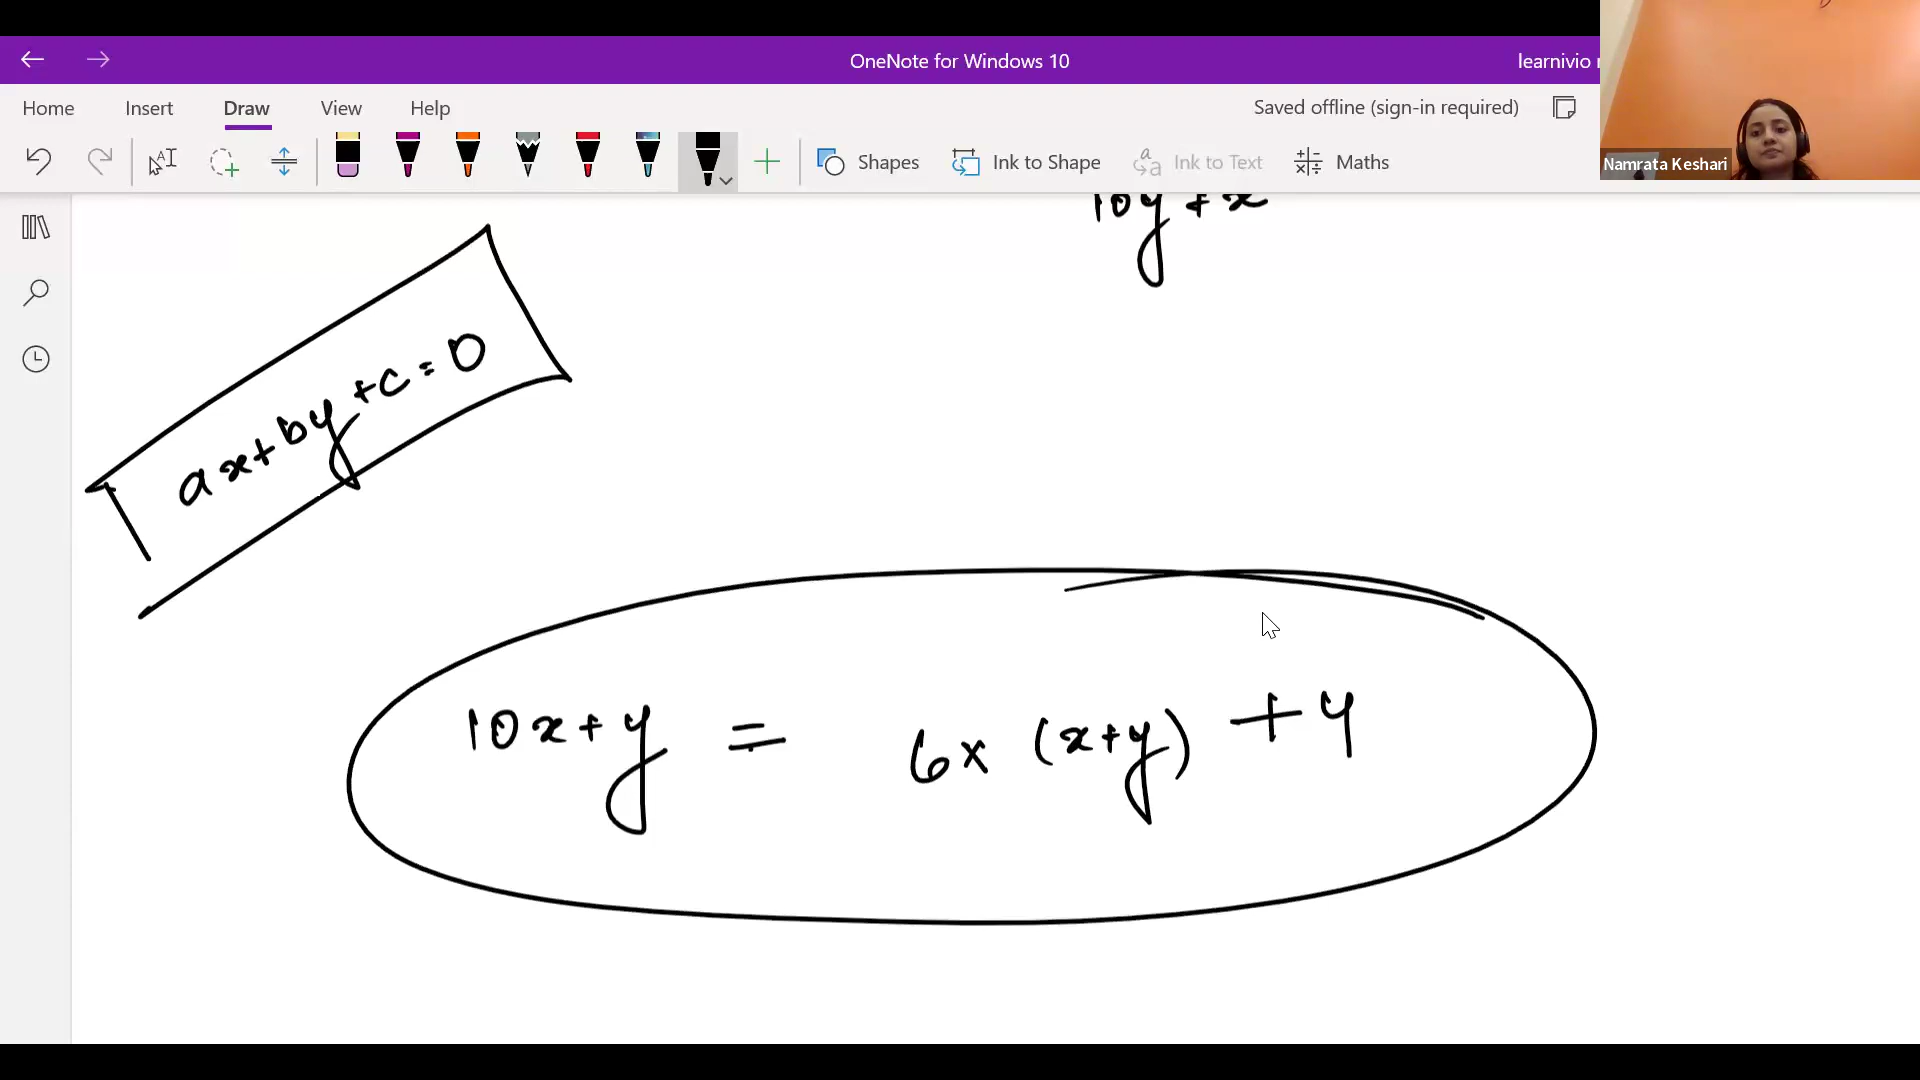 OneNote for Windows 10
learnivio
Home Insert Draw View Help
Saved offline (sign-in required)
Shapes Ink to Shape Ink to Text Maths
Namrata Keshari
10y + x
ax+by+c=0
10x+y = 6x (x+y) + 4